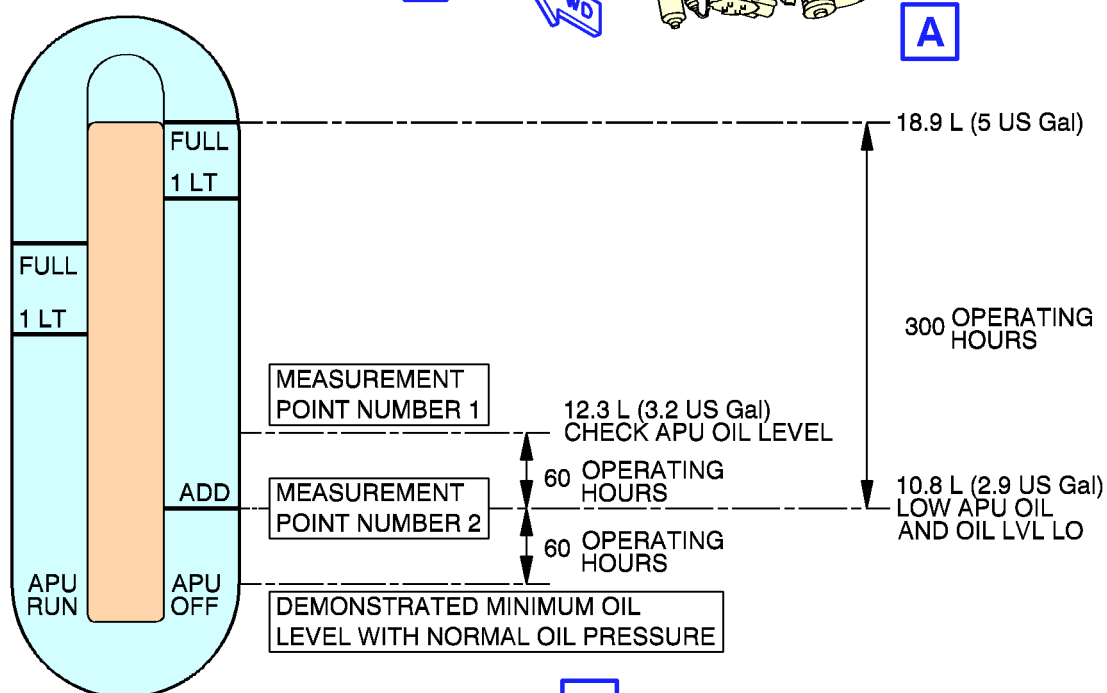 WD
A
FULL
1 LT
18.9 L (5 US Gal)
FULL
1 LT
300 OPERATING
HOURS
MEASUREMENT
POINT NUMBER 1
12.3 L (3.2 US Gal)
CHECK APU OIL LEVEL
60 OPERATING
HOURS
ADD
MEASUREMENT
POINT NUMBER 2
10.8 L (2.9 US Gal)
LOW APU OIL
AND OIL LVL LO
60 OPERATING
HOURS
APU
RUN
APU
OFF
DEMONSTRATED MINIMUM OIL
LEVEL WITH NORMAL OIL PRESSURE